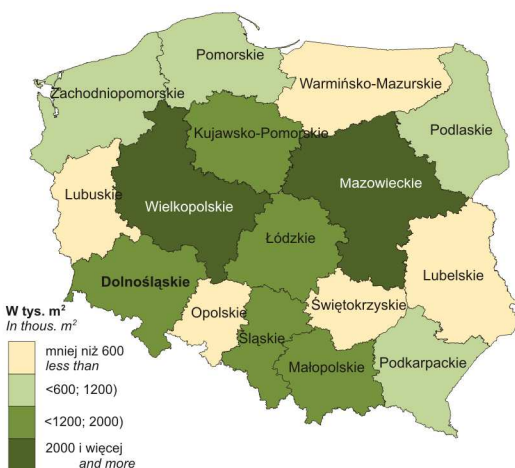 Pomorskie
Warmińsko-Mazurskie
Zachodniopomorskie
Kujawsko-Pomorskie
Podlaskie
Lubuskie
Wielkopolskie
Mazowieckie
Łódzkie
Dolnośląskie
Lubelskie
Opolskie
Świętokrzyskie
Śląskie
Małopolskie
Podkarpackie
W tys. m²
In thous. m²
mniej niż 600
less than
<600; 1200)
<1200; 2000)
2000 i więcej
and more